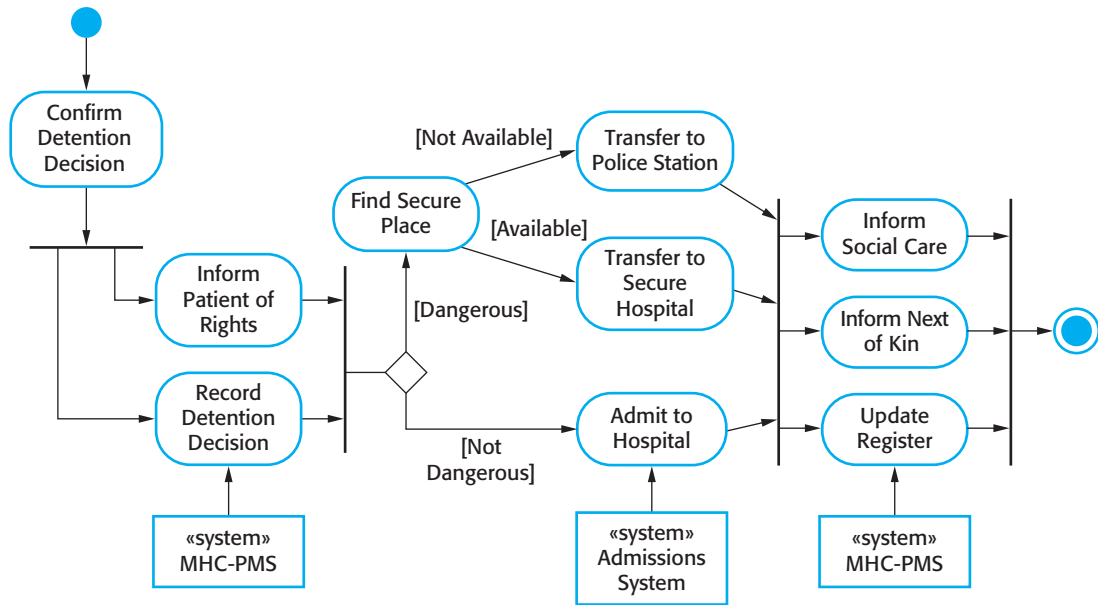 Confirm
Detention
Decision
Inform
Patient of
Rights
Record
Detention
Decision
«system»
MHC-PMS
Find Secure
Place
[Dangerous]
[Not
Dangerous]
[Not Available]
[Available]
Transfer to
Police Station
Transfer to
Secure
Hospital
Admit to
Hospital
«system»
Admissions
System
Inform
Social Care
Inform Next
of Kin
Update
Register
«system»
MHC-PMS